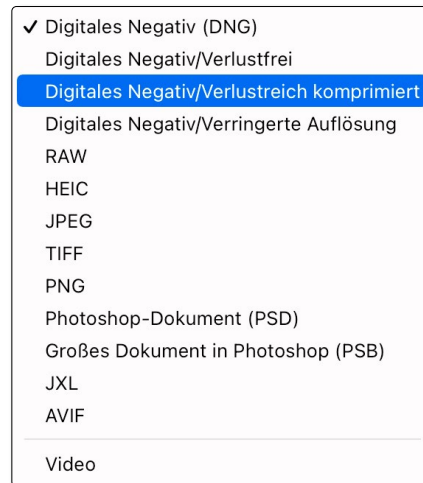 ✓ Digitales Negativ (DNG)
Digitales Negativ/Verlustfrei
Digitales Negativ/Verlustreich komprimiert
Digitales Negativ/Verringerte Auflösung
RAW
HEIC
JPEG
TIFF
PNG
Photoshop-Dokument (PSD)
Großes Dokument in Photoshop (PSB)
JXL
AVIF
Video